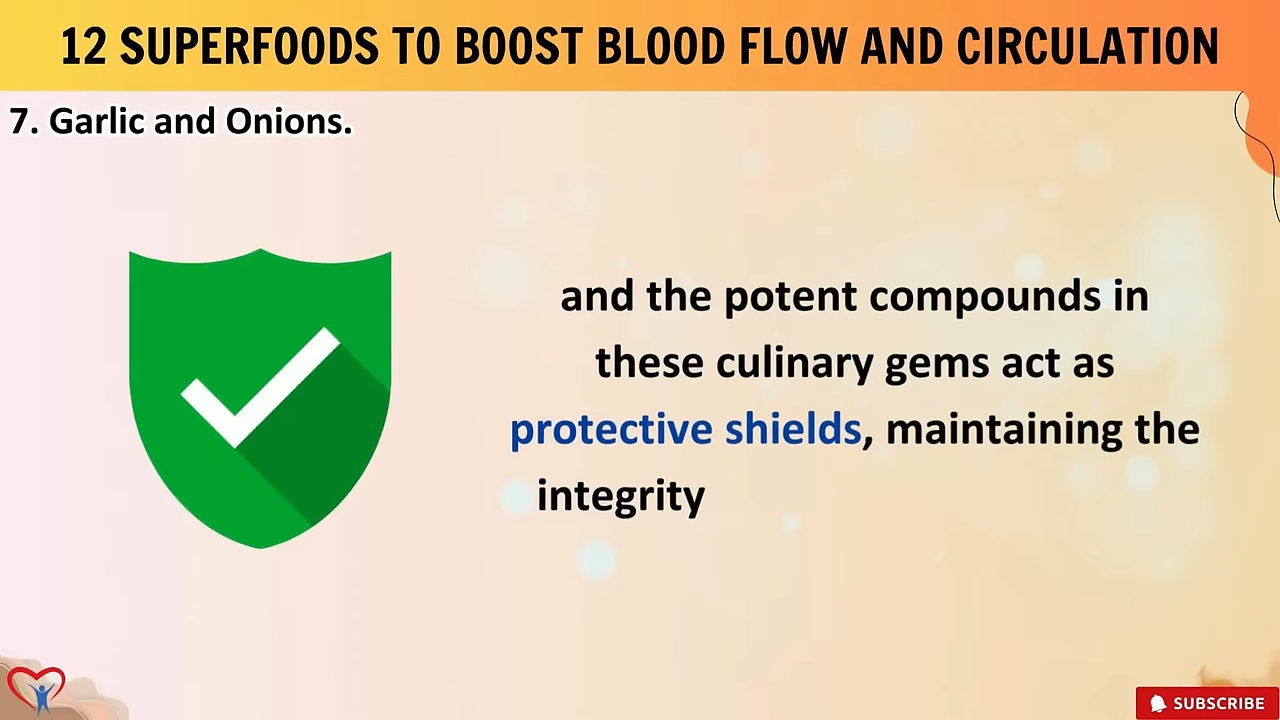 12 SUPERFOODS TO BOOST BLOOD FLOW AND CIRCULATION
7. Garlic and Onions.
and the potent compounds in
these culinary gems act as
protective shields, maintaining the
integrity
SUBSCRIBE